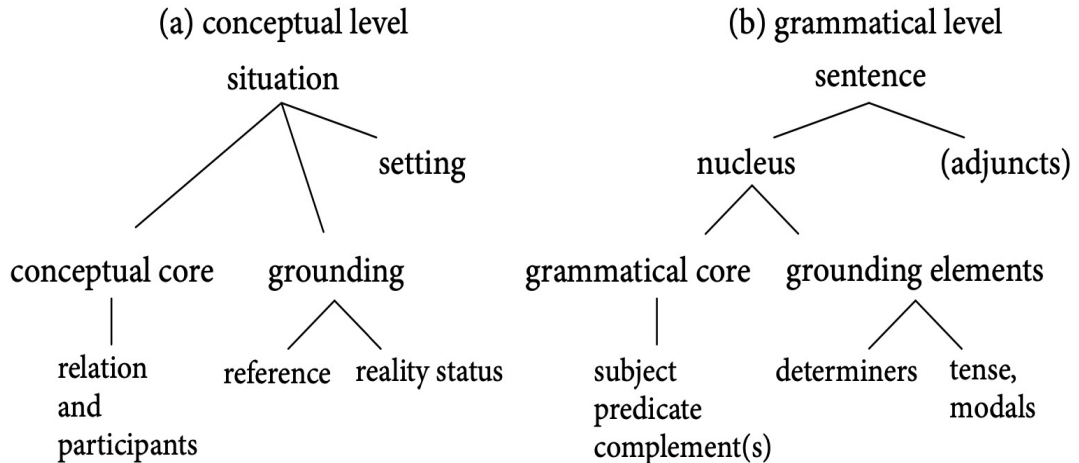 (a) conceptual level
situation
setting
conceptual core
grounding
relation
and
participants
reference
reality status
(b) grammatical level
sentence
nucleus
(adjuncts)
grammatical core
grounding elements
subject
predicate
complement(s)
determiners
tense,
modals